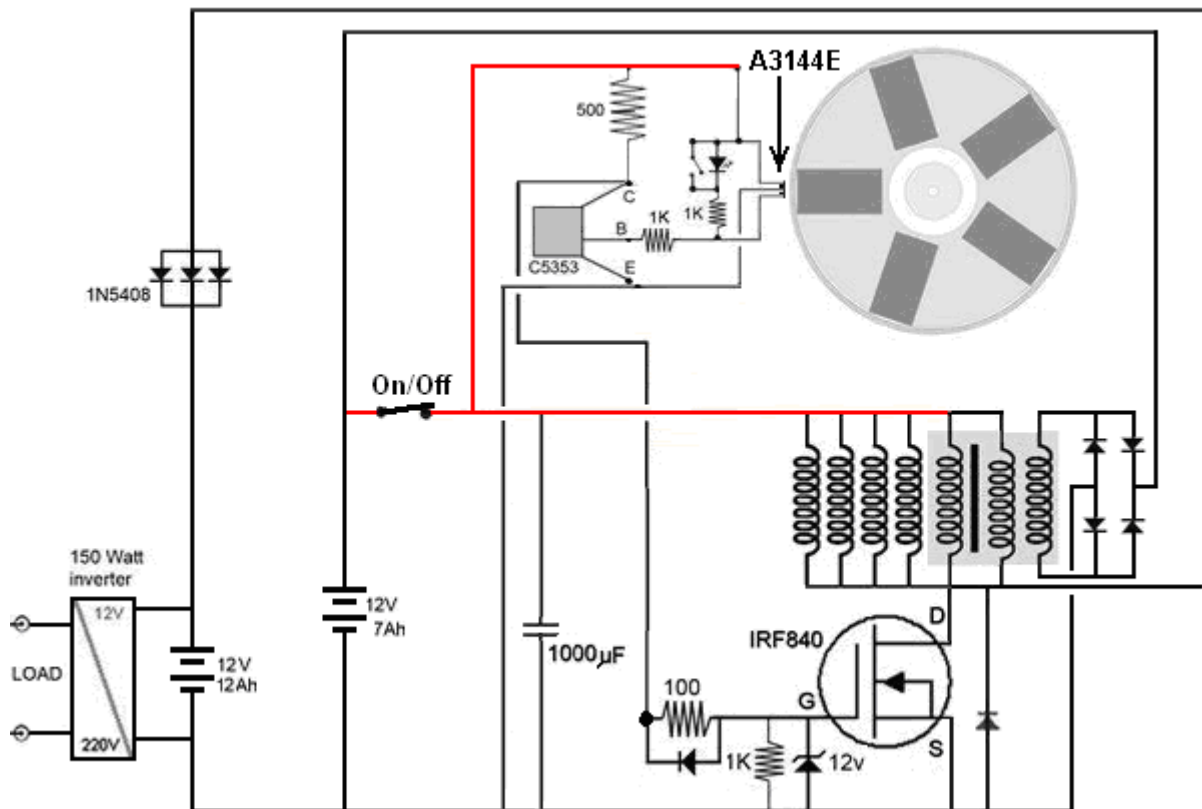 A3144E
500
C
1K
1K
B
C5353
E
1N5408
On/Off
150 Watt
inverter
12V
LOAD
220V
12V
12Ah
12V
7Ah
1000µF
IRF840
D
100
G
S
1K
12v